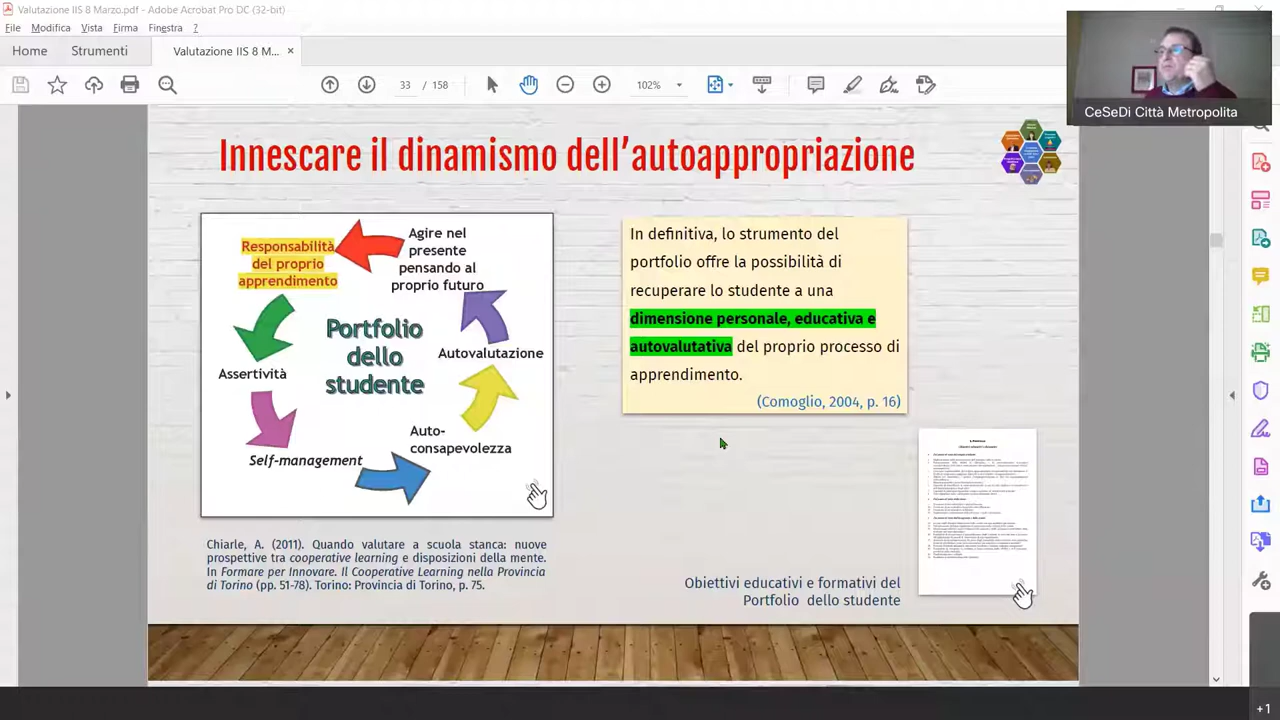 Valutazione IIS 8 Marzo.pdf - Adobe Acrobat Pro DC (32-bit)
File Modifica Vista Firma Finestra ?
Home Strumenti Valutazione IIS 8 M... ×
33 / 158 102%
CeSeDi Città Metropolita
Innescare il dinamismo dell'autoappropriazione
Responsabilità
del proprio
apprendimento
Agire nel
presente
pensando al
proprio futuro
Portfolio
dello
studente
Autovalutazione
Assertività
Auto-
consapevolezza
Self-management
In definitiva, lo strumento del
portfolio offre la possibilità di
recuperare lo studente a una
dimensione personale, educativa e
autovalutativa del proprio processo di
apprendimento.
(Comoglio, 2004, p. 16)
2011. Quando valutare a scuola stanca: una
prospettiva tra cooperative learning e disposizioni della mente.
In Formare per Innovare. Il Cooperative Learning nella Provincia
di Torino (pp. 51-78). Torino: Provincia di Torino, p. 75.
Obiettivi educativi e formativi del
Portfolio dello studente
+1